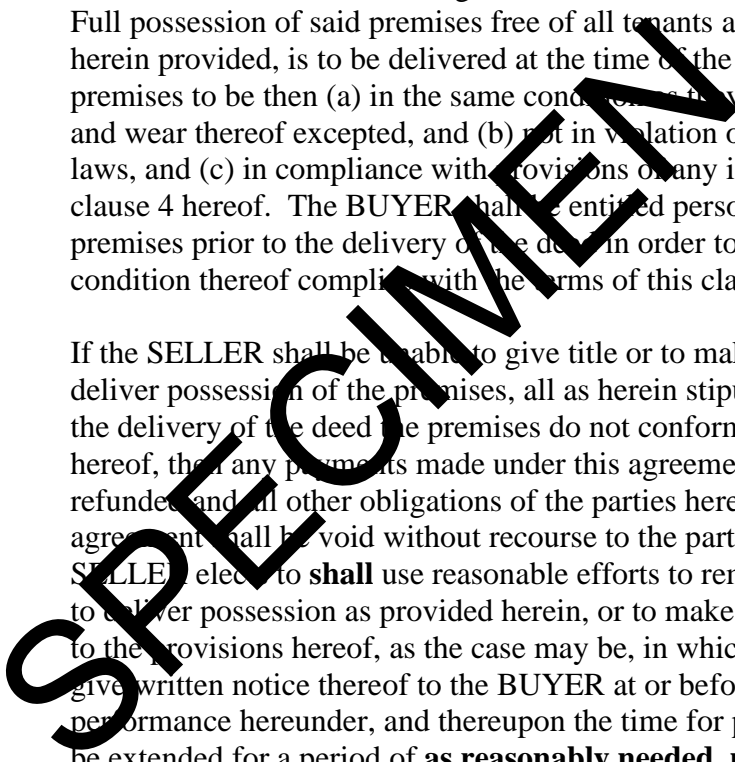 Full possession of said premises free of all tenants a
herein provided, is to be delivered at the time of the
premises to be then (a) in the same condition as they
and wear thereof excepted, and (b) not in violation o
laws, and (c) in compliance with provisions of any i
clause 4 hereof. The BUYER shall be entitled perso
premises prior to the delivery of the deed in order to
condition thereof complies with the terms of this cla
If the SELLER shall be unable to give title or to mak
deliver possession of the premises, all as herein stipu
the delivery of the deed the premises do not conform
hereof, then any payments made under this agreeme
refunded and all other obligations of the parties here
agreement shall be void without recourse to the part
SELLER elects to shall use reasonable efforts to rem
to deliver possession as provided herein, or to make
to the provisions hereof, as the case may be, in whic
give written notice thereof to the BUYER at or befo
performance hereunder, and thereupon the time for p
be extended for a period of as reasonably needed,
SPECIMEN